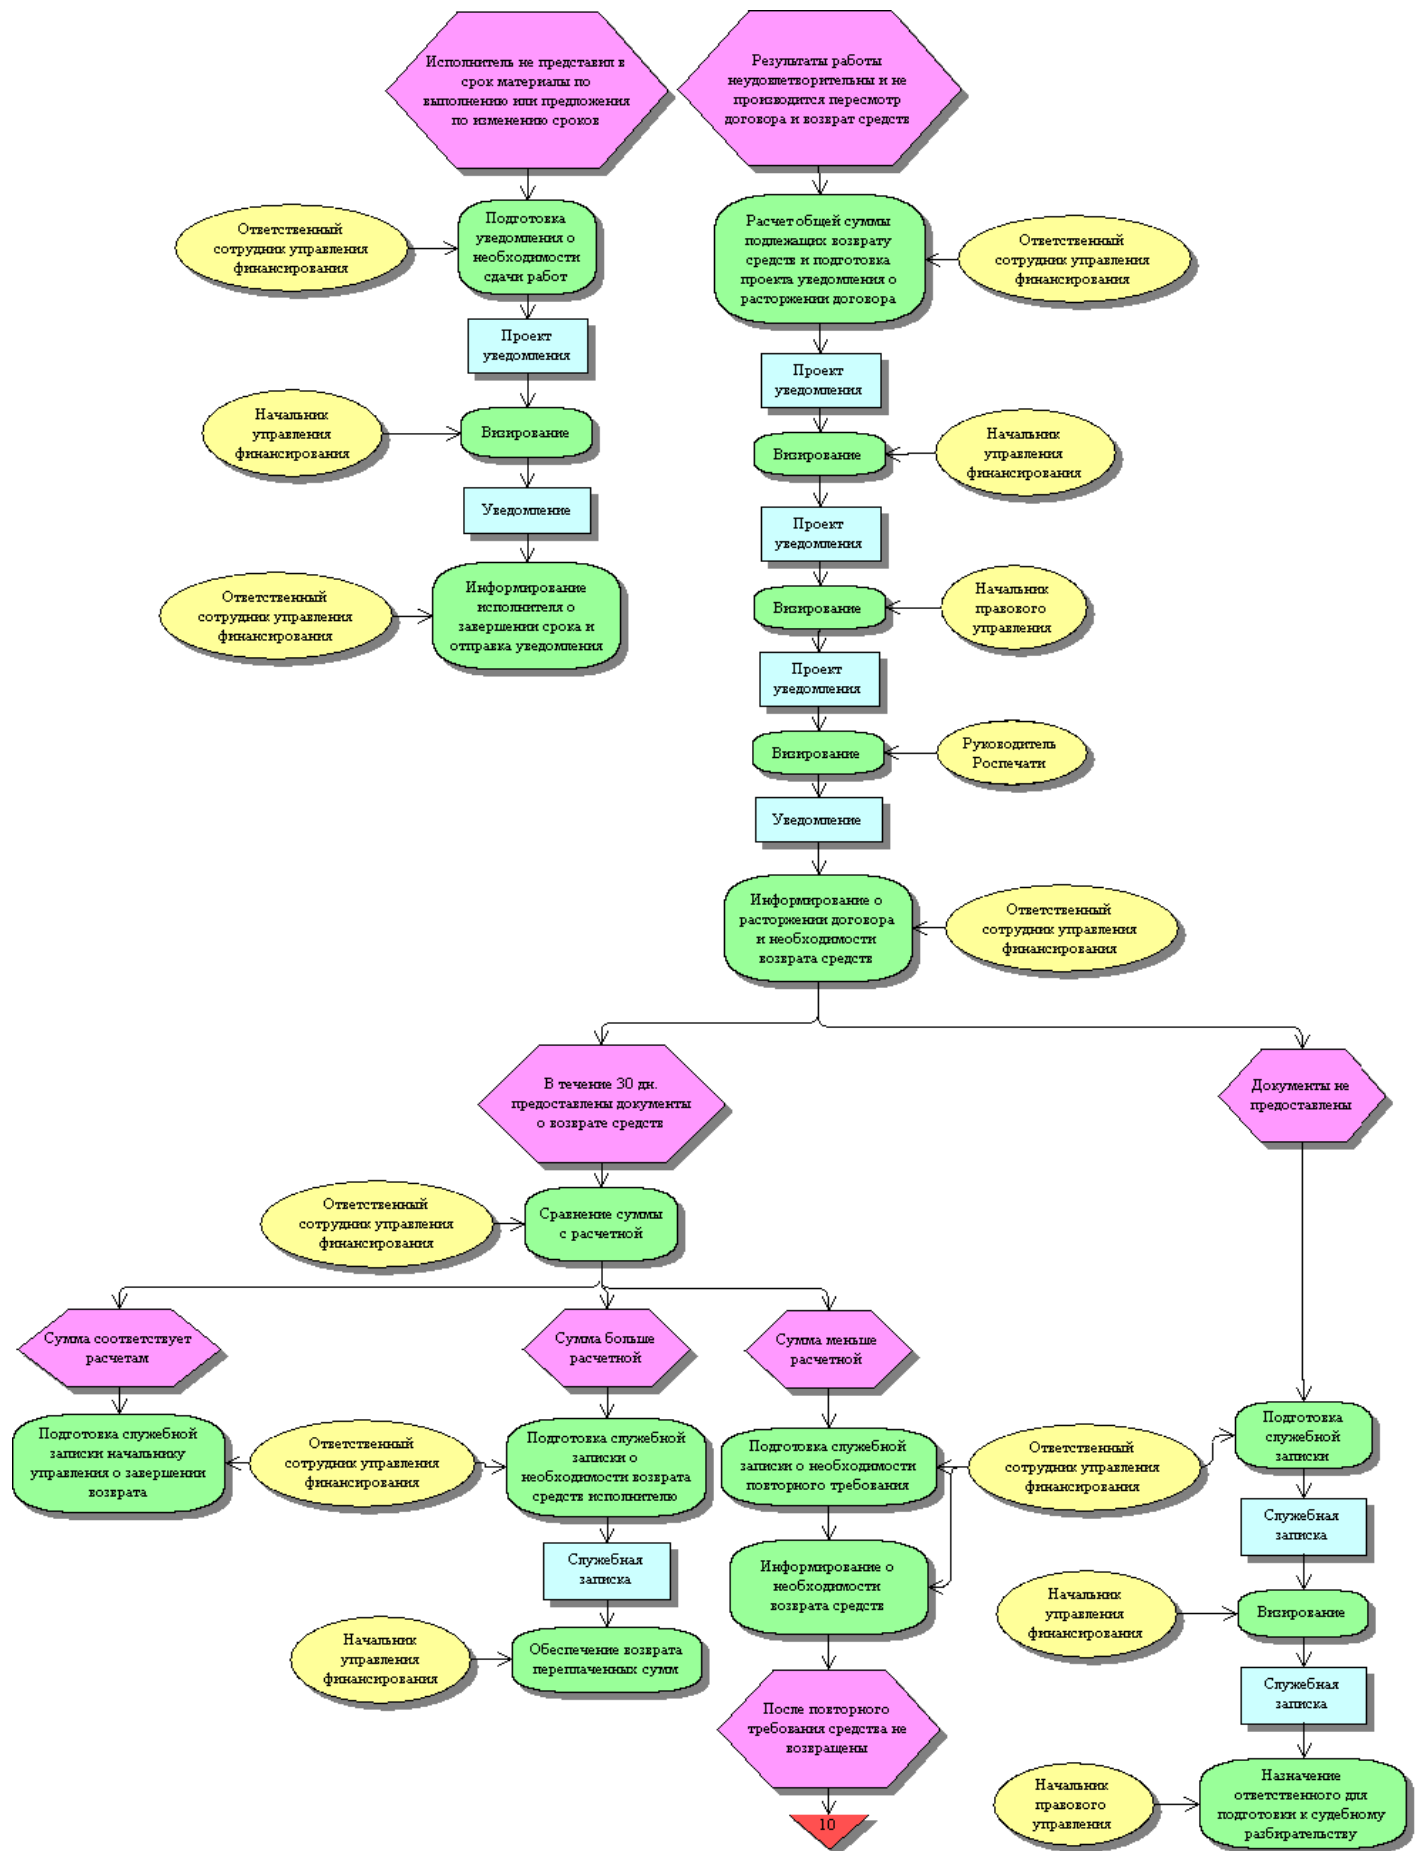 Исполнитель не представил в
срок материалы по
выполнению или предложения
по изменению сроков
Результаты работы
неудовлетворительны и не
производится пересмотр
договора и возврат средств
Ответственный
сотрудник управления
финансирования
Подготовка
уведомления о
необходимости
сдачи работ
Расчет общей суммы
подлежащих возврату
средств и подготовка
проекта уведомления о
расторжении договора
Ответственный
сотрудник управления
финансирования
Проект
уведомления
Проект
уведомления
Начальник
управления
финансирования
Визирование
Визирование
Начальник
управления
финансирования
Уведомление
Проект
уведомления
Ответственный
сотрудник управления
финансирования
Информирование
исполнителя о
завершении срока и
отправка уведомления
Визирование
Начальник
правового
управления
Проект
уведомления
Визирование
Руководитель
Роспечати
Уведомление
Информирование о
расторжении договора
и необходимости
возврата средств
Ответственный
сотрудник управления
финансирования
В течение 30 дн.
предоставлены документы
о возврате средств
Документы не
предоставлены
Ответственный
сотрудник управления
финансирования
Сравнение суммы
с расчетной
Сумма соответствует
расчетам
Сумма больше
расчетной
Сумма меньше
расчетной
Подготовка служебной
записки начальнику
управления о завершении
возврата
Ответственный
сотрудник управления
финансирования
Подготовка служебной
записки о
необходимости возврата
средств исполнителю
Подготовка служебной
записки о необходимости
повторного требования
Ответственный
сотрудник управления
финансирования
Подготовка
служебной
записки
Служебная
записка
Служебная
записка
Информирование о
необходимости
возврата средств
Начальник
управления
финансирования
Визирование
Начальник
управления
финансирования
Обеспечение возврата
переплаченных сумм
После повторного
требования средства не
возвращены
Служебная
записка
10
Начальник
правового
управления
Назначение
ответственного для
подготовки к судебному
разбирательству